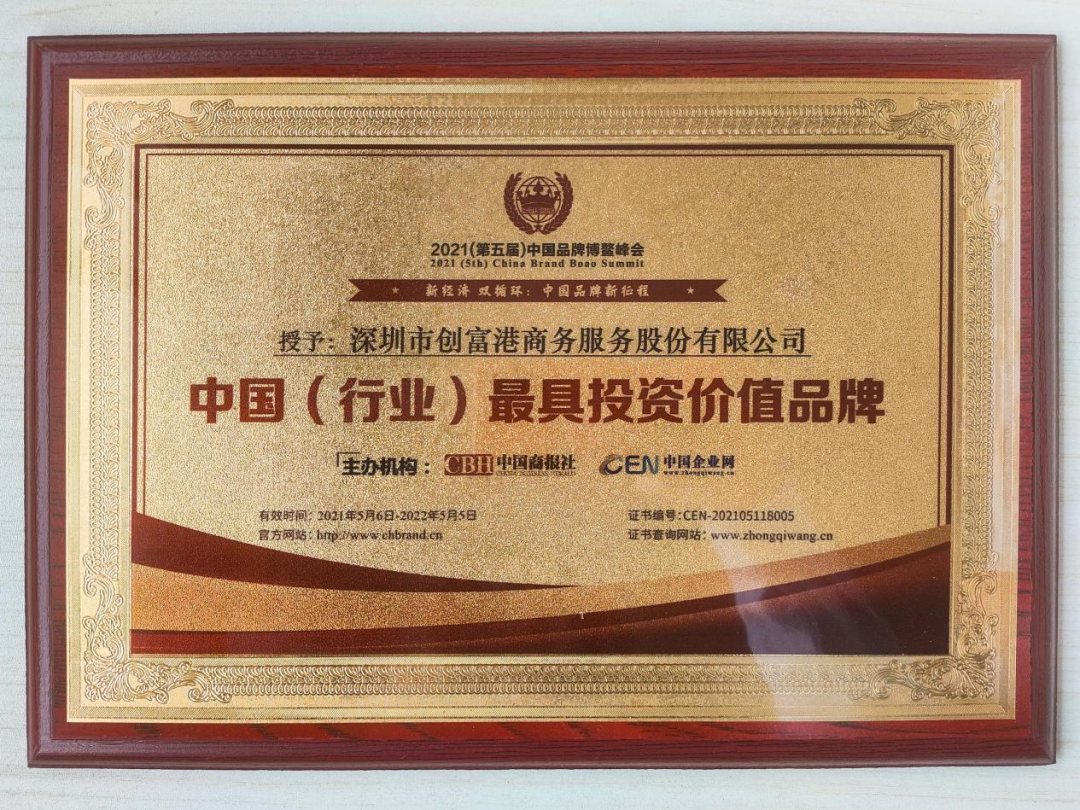 2021(第五届)中国品牌博鳌峰会
2021 (5th) China Brand Boao Summit
新经济 双循环：中国品牌新征程
授予：深圳市创富港商务服务股份有限公司
中国（行业）最具投资价值品牌
主办机构： CBH 中国商报社 CEN 中国企业网
www.zhongqiwang.cn
有效时间：2021年5月6日-2022年5月5日
证书编号：CEN-202105118005
官方网站：http://www.chbrand.cn
证书查询网站：www.zhongqiwang.cn